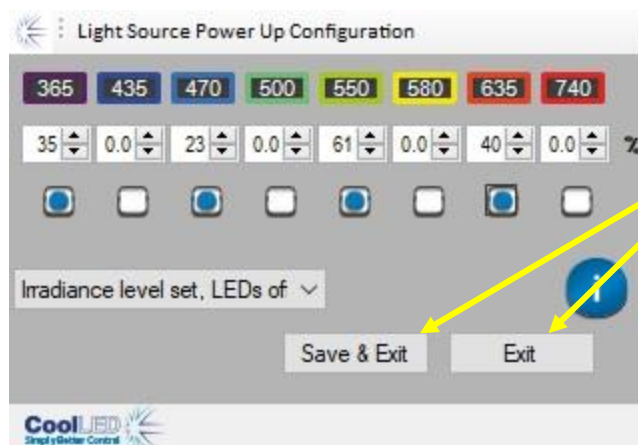 Light Source Power Up Configuration
365 435 470 500 550 580 635 740
35 0.0 23 0.0 61 0.0 40 0.0 %
Irradiance level set, LEDs of
i
Save & Exit Exit
CoolLED
Simply Better Control